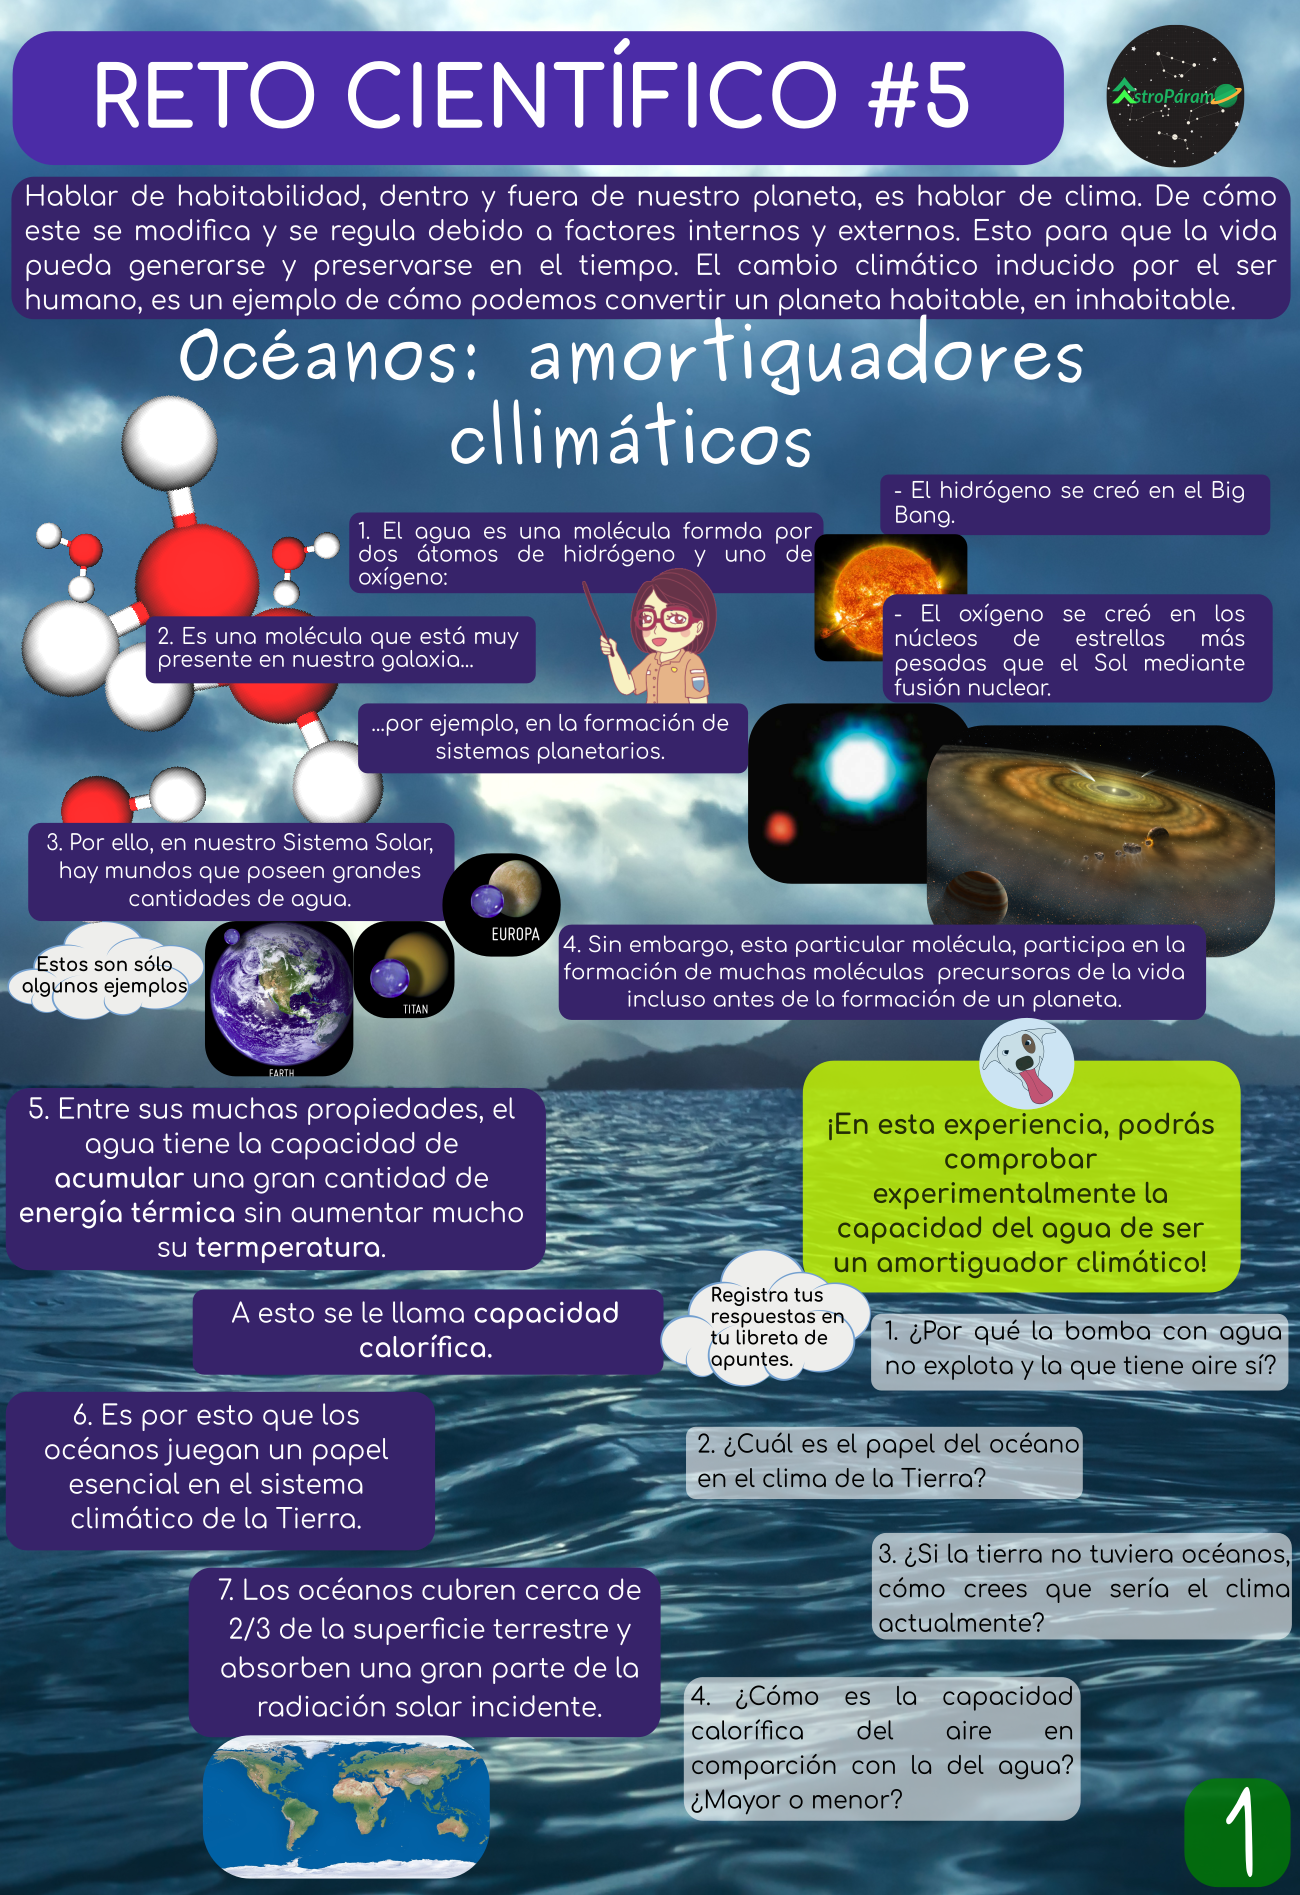 RETO CIENTÍFICO #5
stroPáram
Hablar de habitabilidad, dentro y fuera de nuestro planeta, es hablar de clima. De cómo
este se modifica y se regula debido a factores internos y externos. Esto para que la vida
pueda generarse y preservarse en el tiempo. El cambio climático inducido por el ser
humano, es un ejemplo de cómo podemos convertir un planeta habitable, en inhabitable.
Océanos: amortiguadores
cllimáticos
- El hidrógeno se creó en el Big
Bang.
1. El agua es una molécula formda por
dos átomos de hidrógeno y uno de
oxígeno:
- El oxígeno se creó en los
núcleos de estrellas más
pesadas que el Sol mediante
fusión nuclear.
2. Es una molécula que está muy
presente en nuestra galaxia...
...por ejemplo, en la formación de
sistemas planetarios.
3. Por ello, en nuestro Sistema Solar,
hay mundos que poseen grandes
cantidades de agua.
EUROPA
Estos son sólo
algunos ejemplos
TITAN
EARTH
4. Sin embargo, esta particular molécula, participa en la
formación de muchas moléculas precursoras de la vida
incluso antes de la formación de un planeta.
5. Entre sus muchas propiedades, el
agua tiene la capacidad de
acumular una gran cantidad de
energía térmica sin aumentar mucho
su termperatura.
¡En esta experiencia, podrás
comprobar
experimentalmente la
capacidad del agua de ser
un amortiguador climático!
A esto se le llama capacidad
calorífica.
Registra tus
respuestas en
tu libreta de
apuntes.
1. ¿Por qué la bomba con agua
no explota y la que tiene aire sí?
6. Es por esto que los
océanos juegan un papel
esencial en el sistema
climático de la Tierra.
2. ¿Cuál es el papel del océano
en el clima de la Tierra?
3. ¿Si la tierra no tuviera océanos,
cómo crees que sería el clima
actualmente?
7. Los océanos cubren cerca de
2/3 de la superficie terrestre y
absorben una gran parte de la
radiación solar incidente.
4. ¿Cómo es la capacidad
calorífica del aire en
comparción con la del agua?
¿Mayor o menor?
1